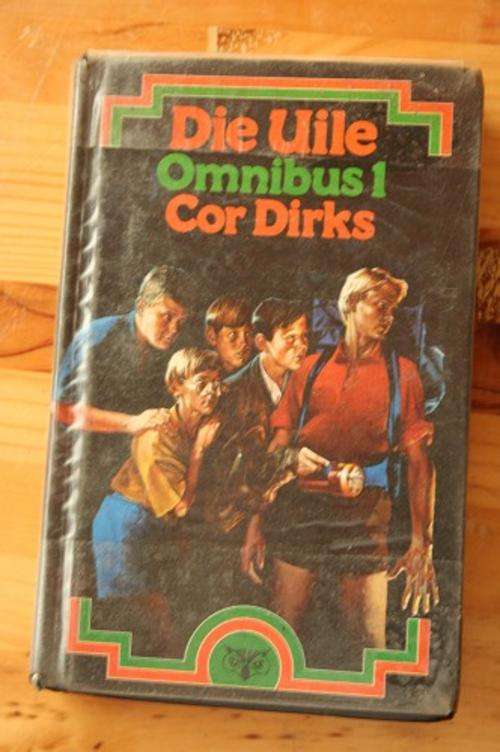 Die Uile
Omnibus 1
Cor Dirks